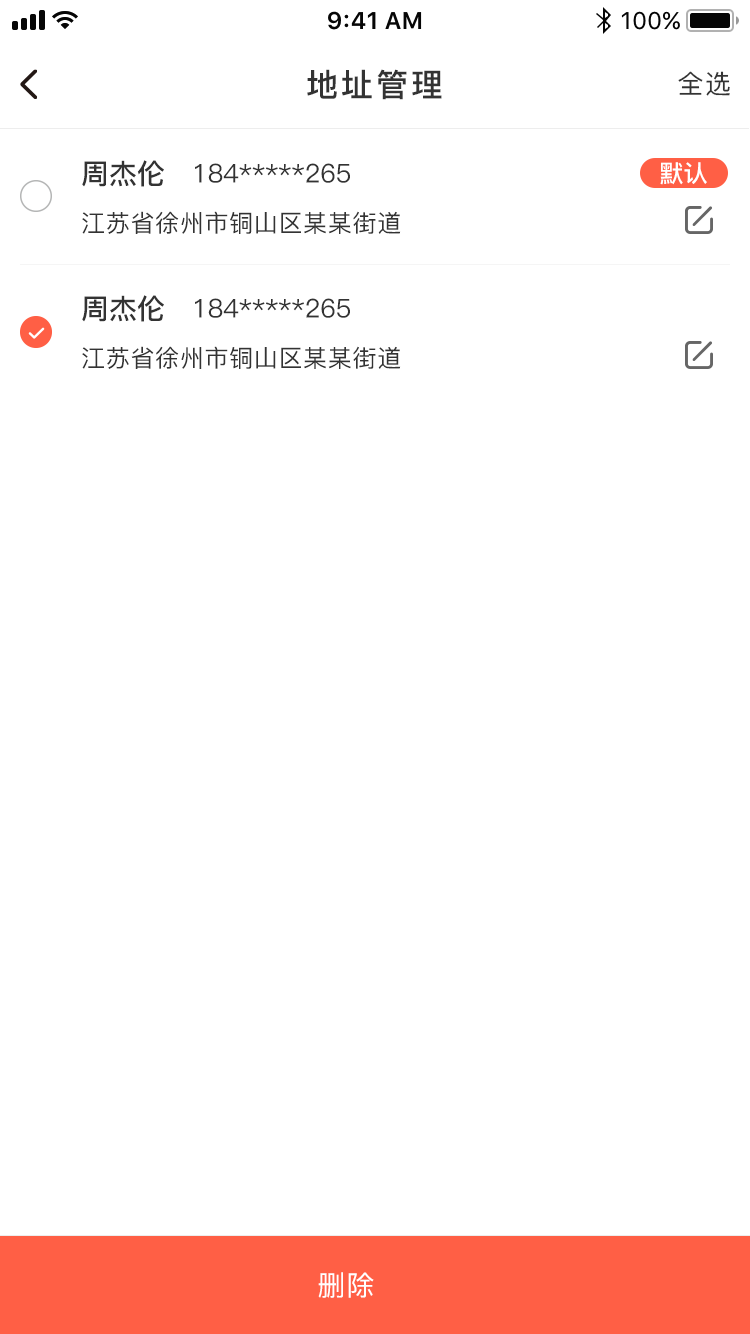 9:41 AM 100%
地址管理 全选
周杰伦 184*****265 默认
江苏省徐州市铜山区某某街道
周杰伦 184*****265
江苏省徐州市铜山区某某街道
删除